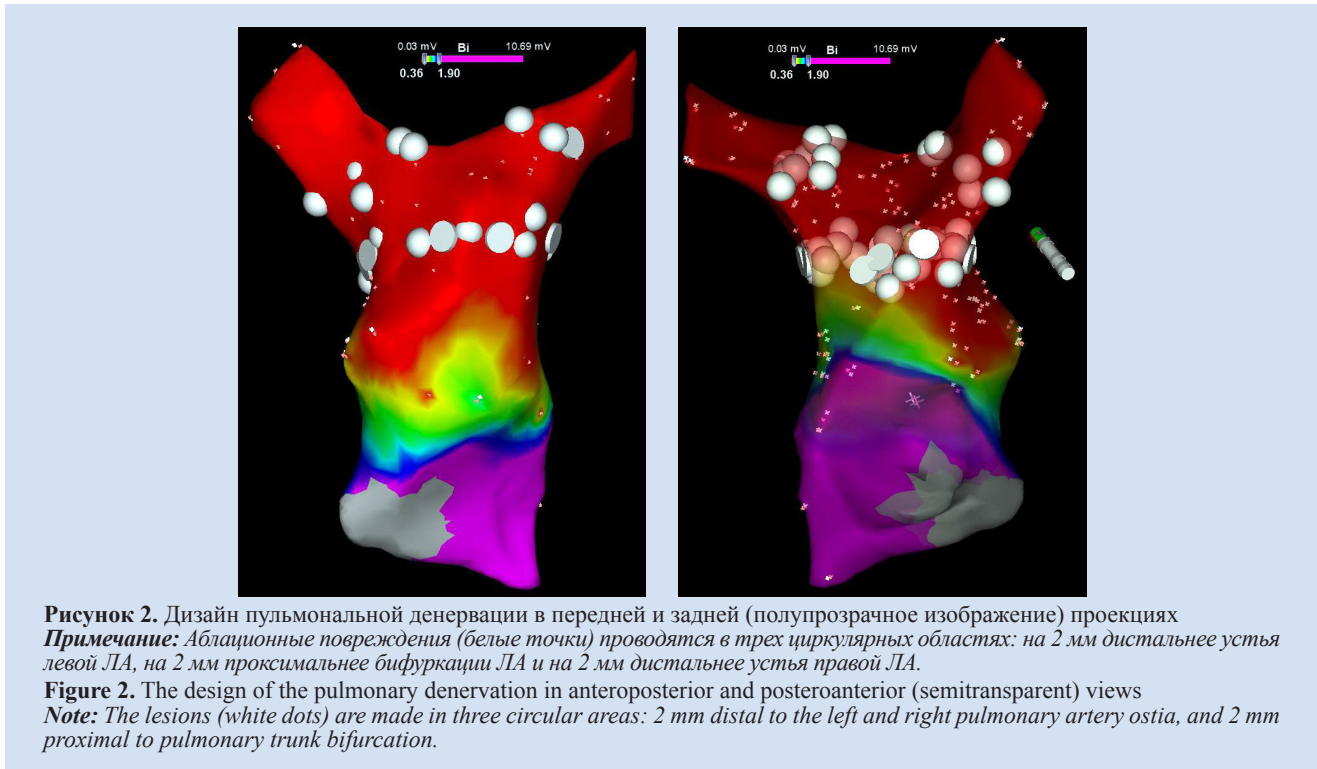 0.03 mV Bi 10.69 mV
0.36 1.90
0.03 mV Bi 10.69 mV
0.36 1.90
Рисунок 2. Дизайн пульмональной денервации в передней и задней (полупрозрачное изображение) проекциях
Примечание: Аблационные повреждения (белые точки) проводятся в трех циркулярных областях: на 2 мм дистальнее устья
левой ЛА, на 2 мм проксимальнее бифуркации ЛА и на 2 мм дистальнее устья правой ЛА.
Figure 2. The design of the pulmonary denervation in anteroposterior and posteroanterior (semitransparent) views
Note: The lesions (white dots) are made in three circular areas: 2 mm distal to the left and right pulmonary artery ostia, and 2 mm
proximal to pulmonary trunk bifurcation.